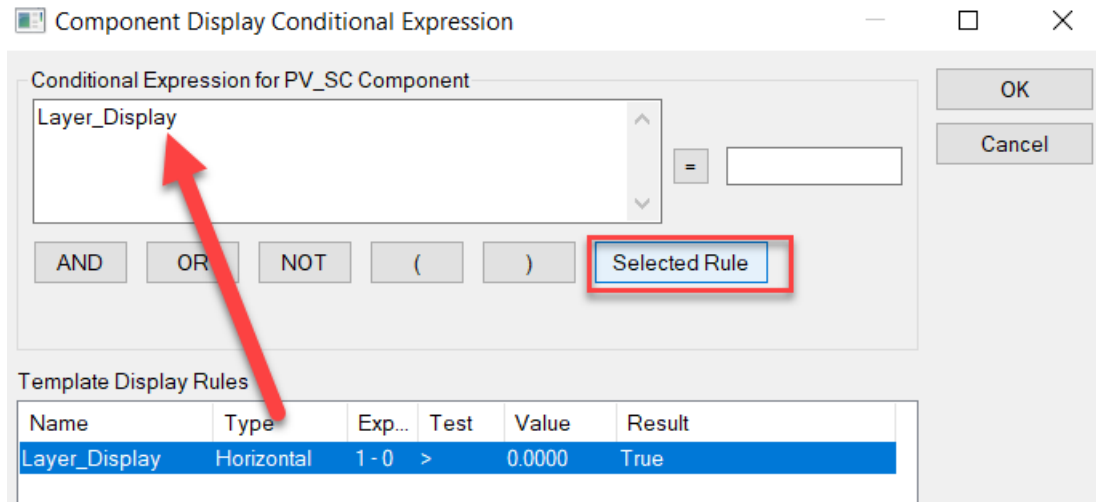 Component Display Conditional Expression
Conditional Expression for PV_SC Component
OK
Layer_Display
Cancel
=
AND OR NOT ( ) Selected Rule
Template Display Rules
Name Type Exp... Test Value Result
Layer_Display Horizontal 1 - 0 > 0.0000 True